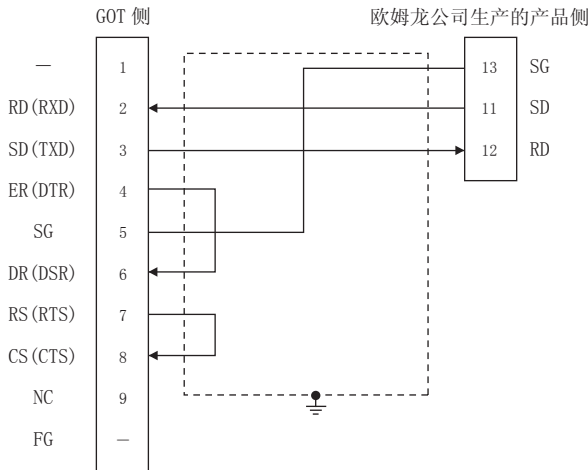 GOT 侧 欧姆龙公司生产的产品侧
— 1 13 SG
RD(RXD) 2 11 SD
SD(TXD) 3 12 RD
ER(DTR) 4
SG 5
DR(DSR) 6
RS(RTS) 7
CS(CTS) 8
NC 9
FG —